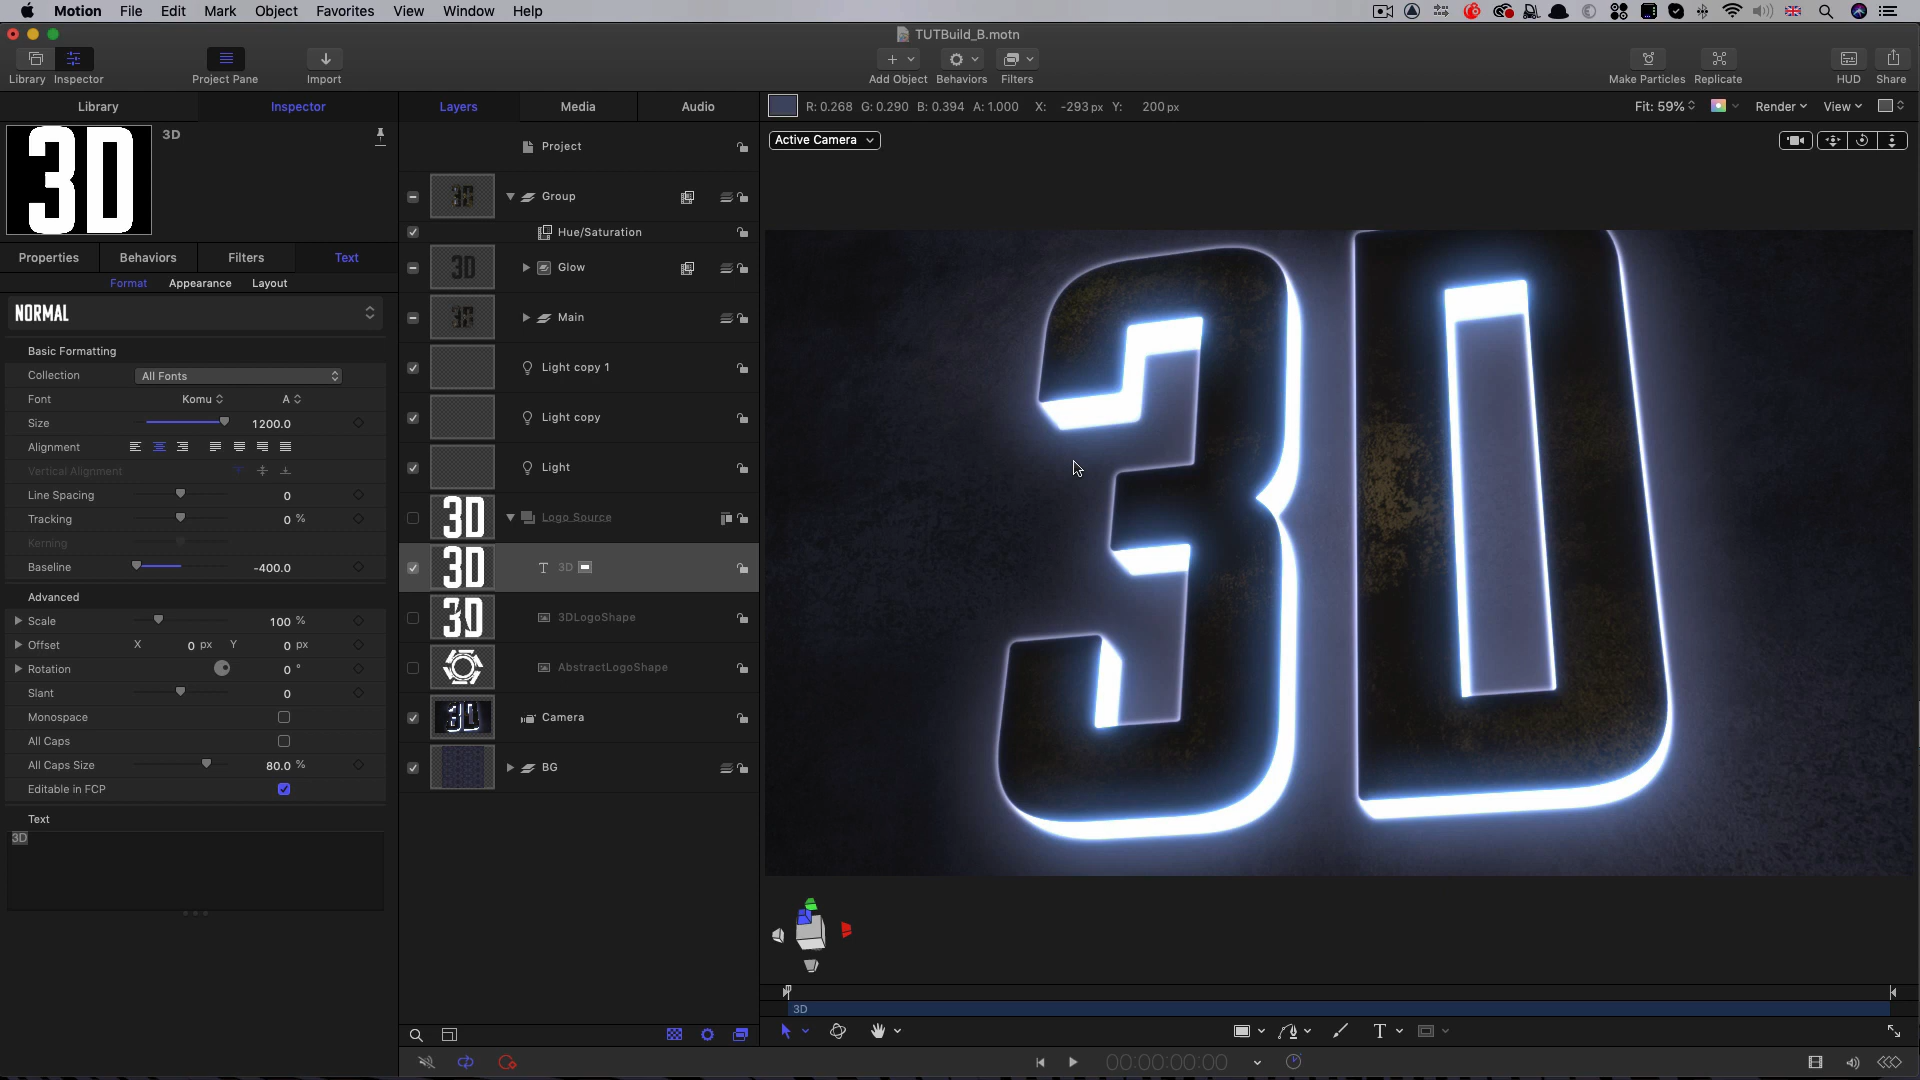 Motion File Edit Mark Object Favorites View Window Help
TUTBuild_B.motn
Library Inspector Project Pane Import Add Object Behaviors Filters Make Particles Replicate HUD Share
Library Inspector Layers Media Audio R: 0.268 G: 0.290 B: 0.394 A: 1.000 X: -293 px Y: 200 px Fit: 59% Render View
3D
3D
Active Camera
Project
Group
Hue/Saturation
Properties Behaviors Filters Text
Glow
Format Appearance Layout
NORMAL
Main
Basic Formatting
Collection All Fonts
Light copy 1
Font Komu A
Size 1200.0
Light copy
Alignment
Vertical Alignment
Light
Line Spacing 0
Tracking 0 %
Logo Source
Kerning
Baseline -400.0
3D
Advanced
Scale 100 %
3DLogoShape
Offset X 0 px Y 0 px
Rotation 0 °
AbstractLogoShape
Slant 0
Monospace
Camera
All Caps
All Caps Size 80.0 %
BG
Editable in FCP
Text
3D
3D
3D
T
00:00:00:00